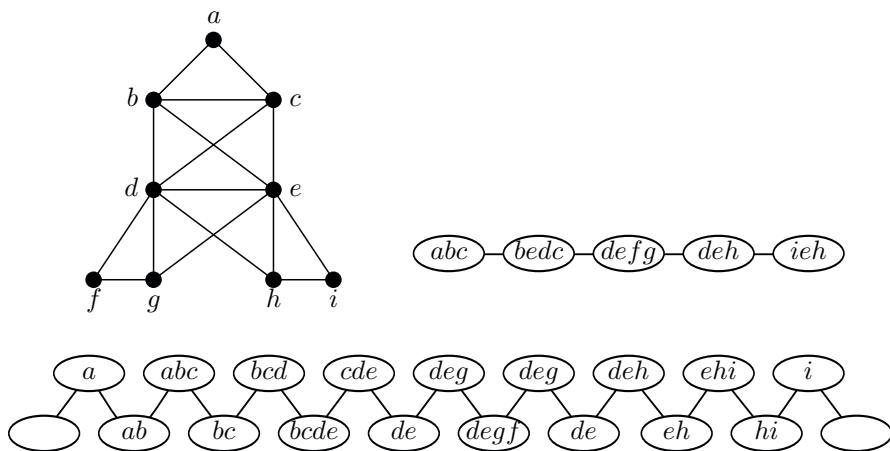 a
b c
d e
f g h i
abc bedc defg deh ieh
a abc bcd cde deg deg deh ehi i
ab bc bcde de degf de eh hi